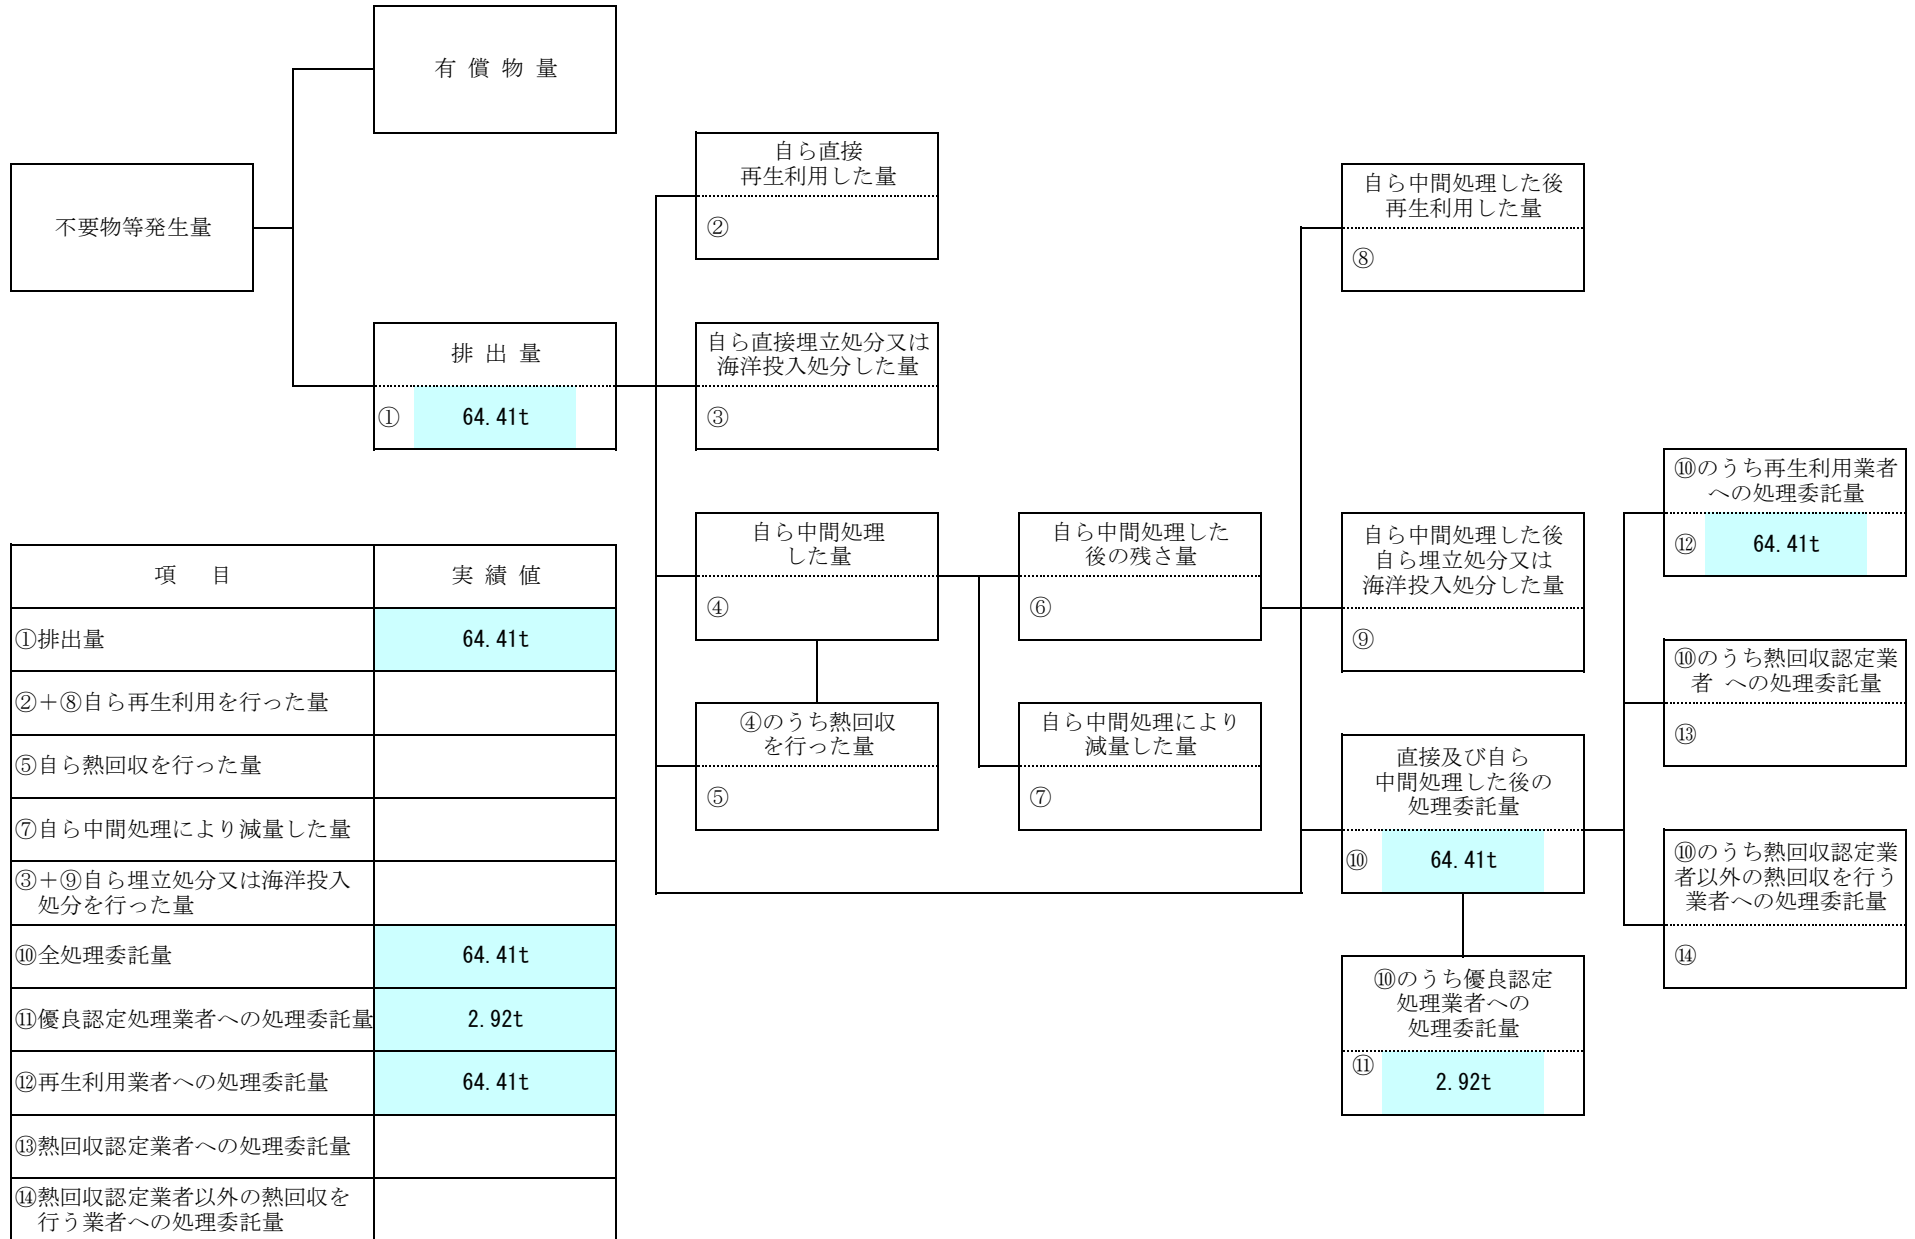 有 償 物 量
不要物等発生量
排 出 量
① 64.41t
自ら直接
再生利用した量
②
自ら直接埋立処分又は
海洋投入処分した量
③
自ら中間処理
した量
④
④のうち熱回収
を行った量
⑤
自ら中間処理した
後の残さ量
⑥
自ら中間処理により
減量した量
⑦
自ら中間処理した後
再生利用した量
⑧
自ら中間処理した後
自ら埋立処分又は
海洋投入処分した量
⑨
直接及び自ら
中間処理した後の
処理委託量
⑩ 64.41t
⑩のうち優良認定
処理業者への
処理委託量
⑪ 2.92t
⑩のうち再生利用業者
への処理委託量
⑫ 64.41t
⑩のうち熱回収認定業
者 への処理委託量
⑬
⑩のうち熱回収認定業
者以外の熱回収を行う
業者への処理委託量
⑭
項 目 実 績 値
①排出量 64.41t
②＋⑧自ら再生利用を行った量
⑤自ら熱回収を行った量
⑦自ら中間処理により減量した量
③＋⑨自ら埋立処分又は海洋投入
処分を行った量
⑩全処理委託量 64.41t
⑪優良認定処理業者への処理委託量 2.92t
⑫再生利用業者への処理委託量 64.41t
⑬熱回収認定業者への処理委託量
⑭熱回収認定業者以外の熱回収を
行う業者への処理委託量